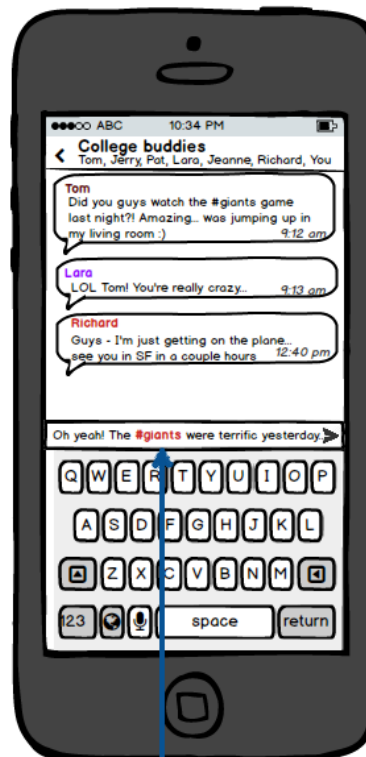 ABC 10:34 PM
College buddies
Tom, Jerry, Pat, Lara, Jeanne, Richard, You
Tom
Did you guys watch the #giants game
last night?! Amazing... was jumping up in
my living room :) 9:12 am
Lara
LOL Tom! You're really crazy... 9:13 am
Richard
Guys - I'm just getting on the plane...
see you in SF in a couple hours 12:40 pm
Oh yeah! The #giants were terrific yesterday.
Q W E R T Y U I O P
A S D F G H J K L
Z X C V B N M
123 space return